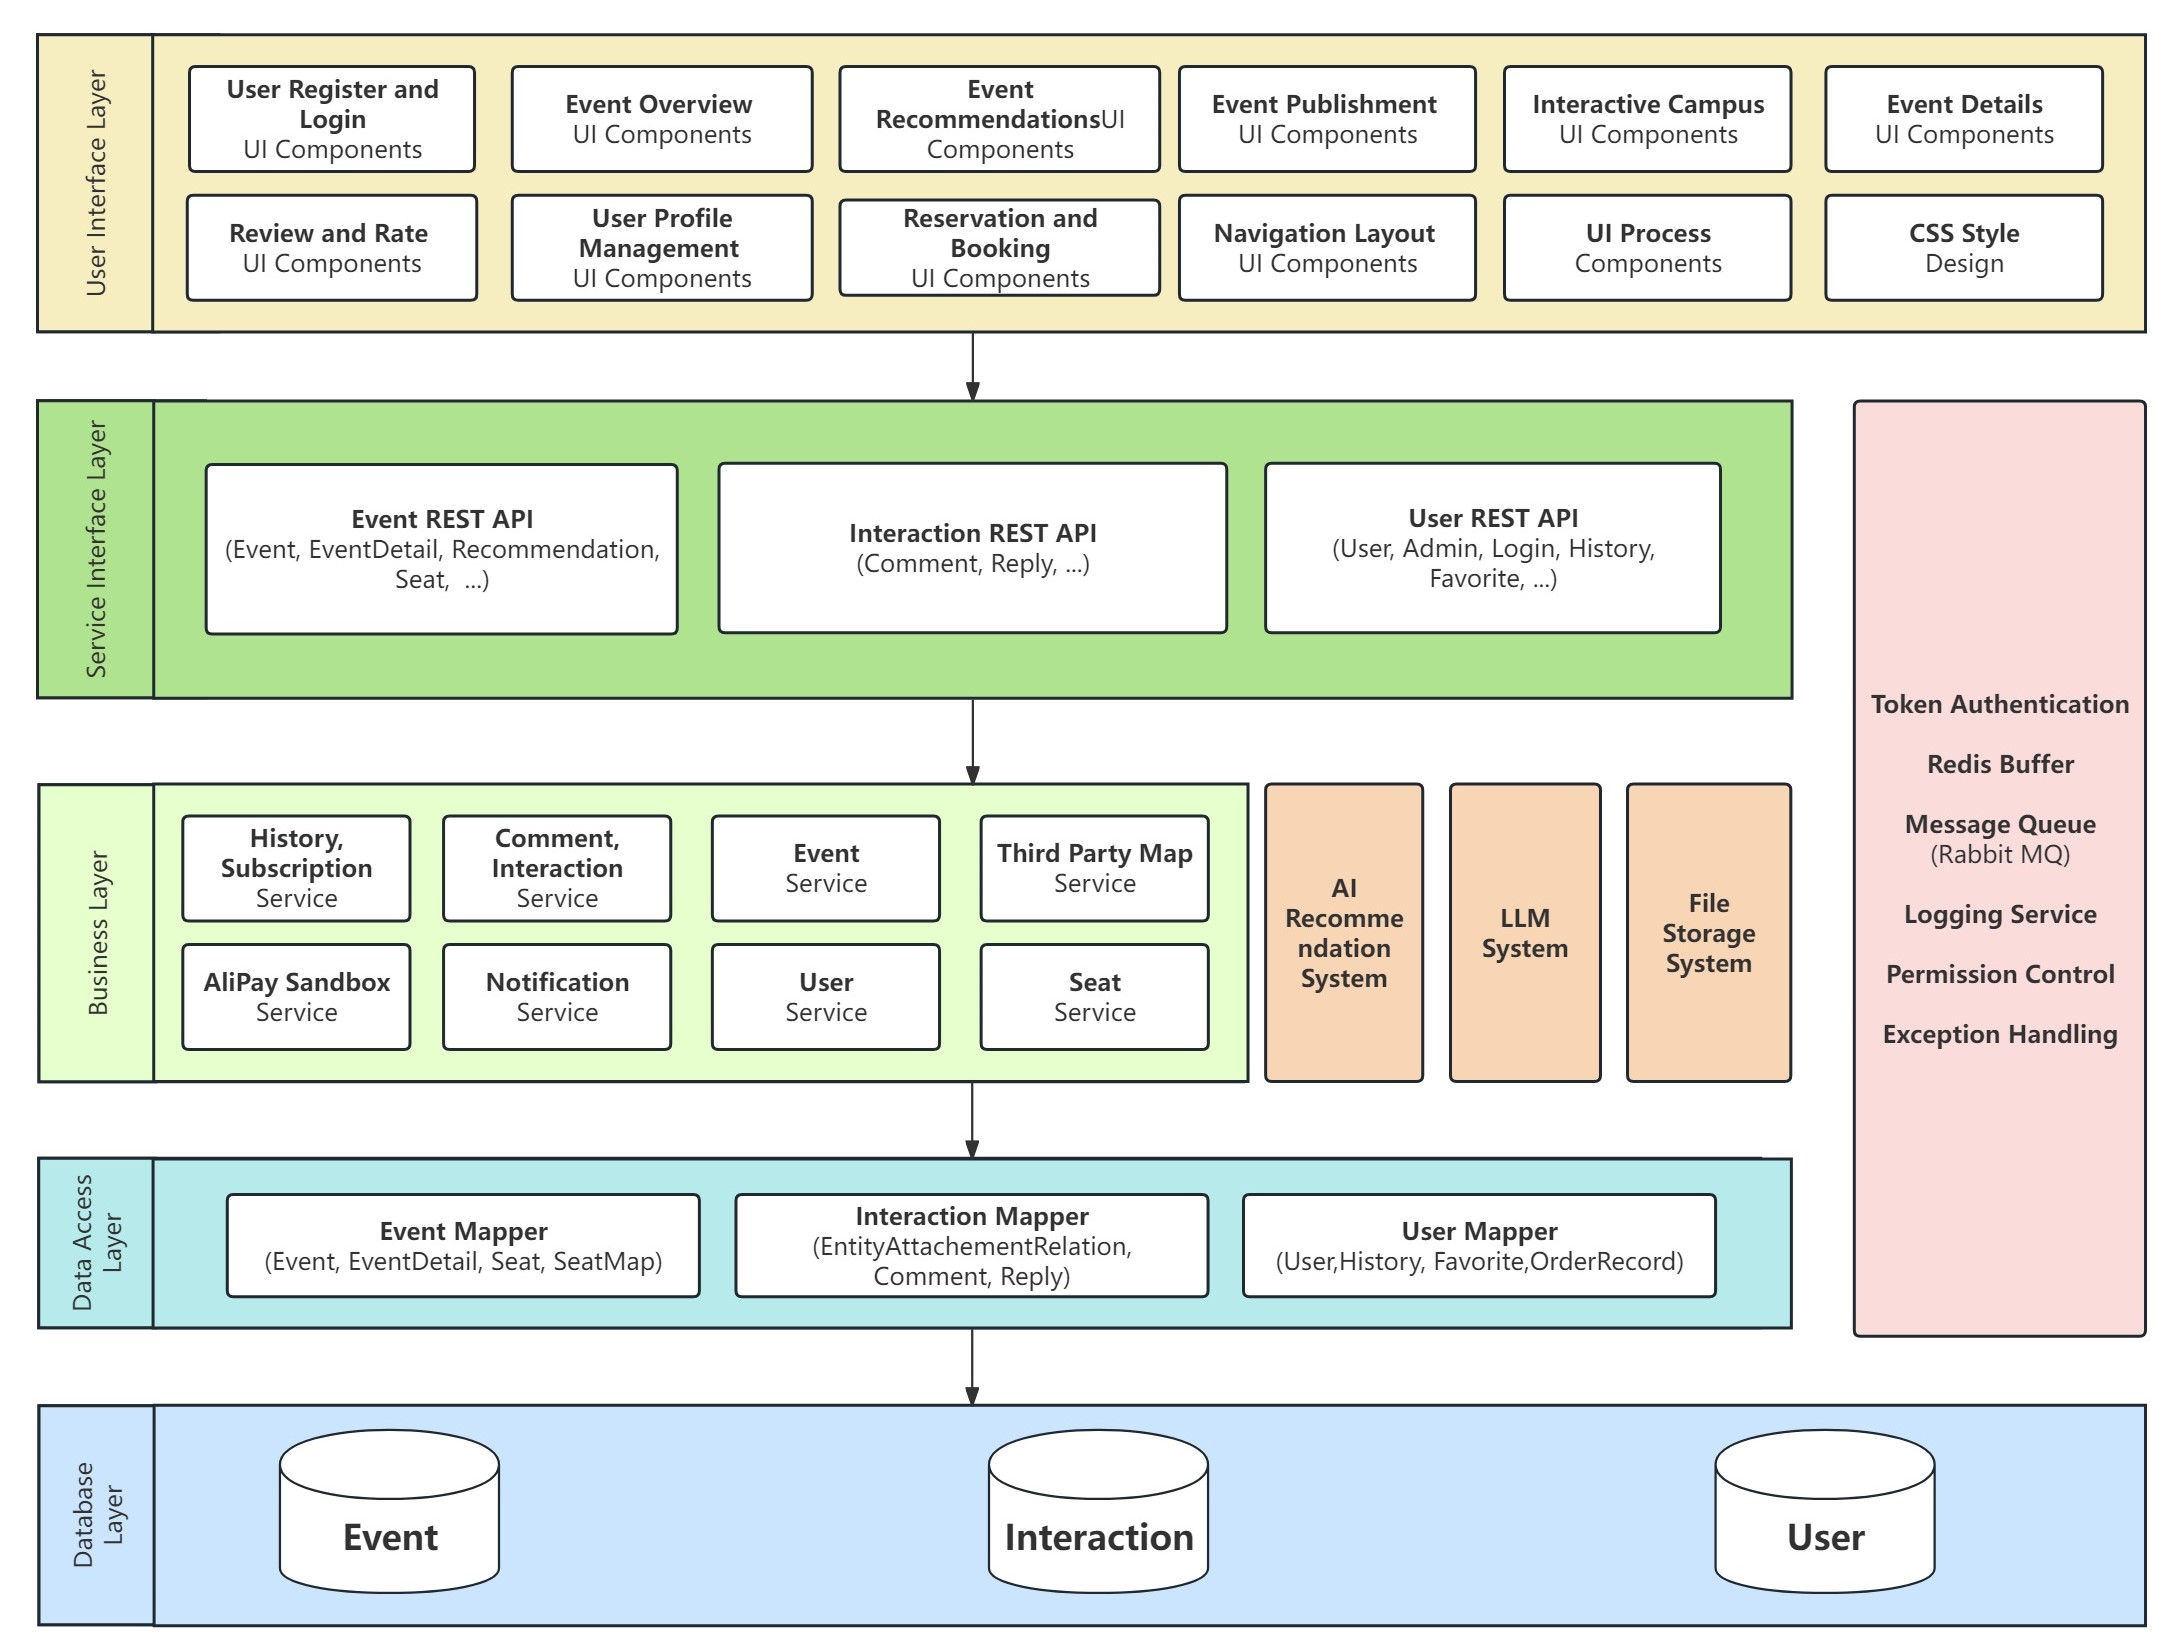 User Interface Layer
User Register and
Login
UI Components
Event Overview
UI Components
Event
RecommendationsUI
Components
Event Publishment
UI Components
Interactive Campus
UI Components
Event Details
UI Components
Review and Rate
UI Components
User Profile
Management
UI Components
Reservation and
Booking
UI Components
Navigation Layout
UI Components
UI Process
Components
CSS Style
Design
Service Interface Layer
Event REST API
(Event, EventDetail, Recommendation,
Seat,  ...)
Interaction REST API
(Comment, Reply, ...)
User REST API
(User, Admin, Login, History,
Favorite, ...)
Business Layer
History,
Subscription
Service
Comment,
Interaction
Service
Event
Service
Third Party Map
Service
AliPay Sandbox
Service
Notification
Service
User
Service
Seat
Service
AI
Recomme
ndation
System
LLM
System
File
Storage
System
Token Authentication
Redis Buffer
Message Queue
(Rabbit MQ)
Logging Service
Permission Control
Exception Handling
Data Access
Layer
Event Mapper
(Event, EventDetail, Seat, SeatMap)
Interaction Mapper
(EntityAttachementRelation,
Comment, Reply)
User Mapper
(User,History, Favorite,OrderRecord)
Database
Layer
Event
Interaction
User